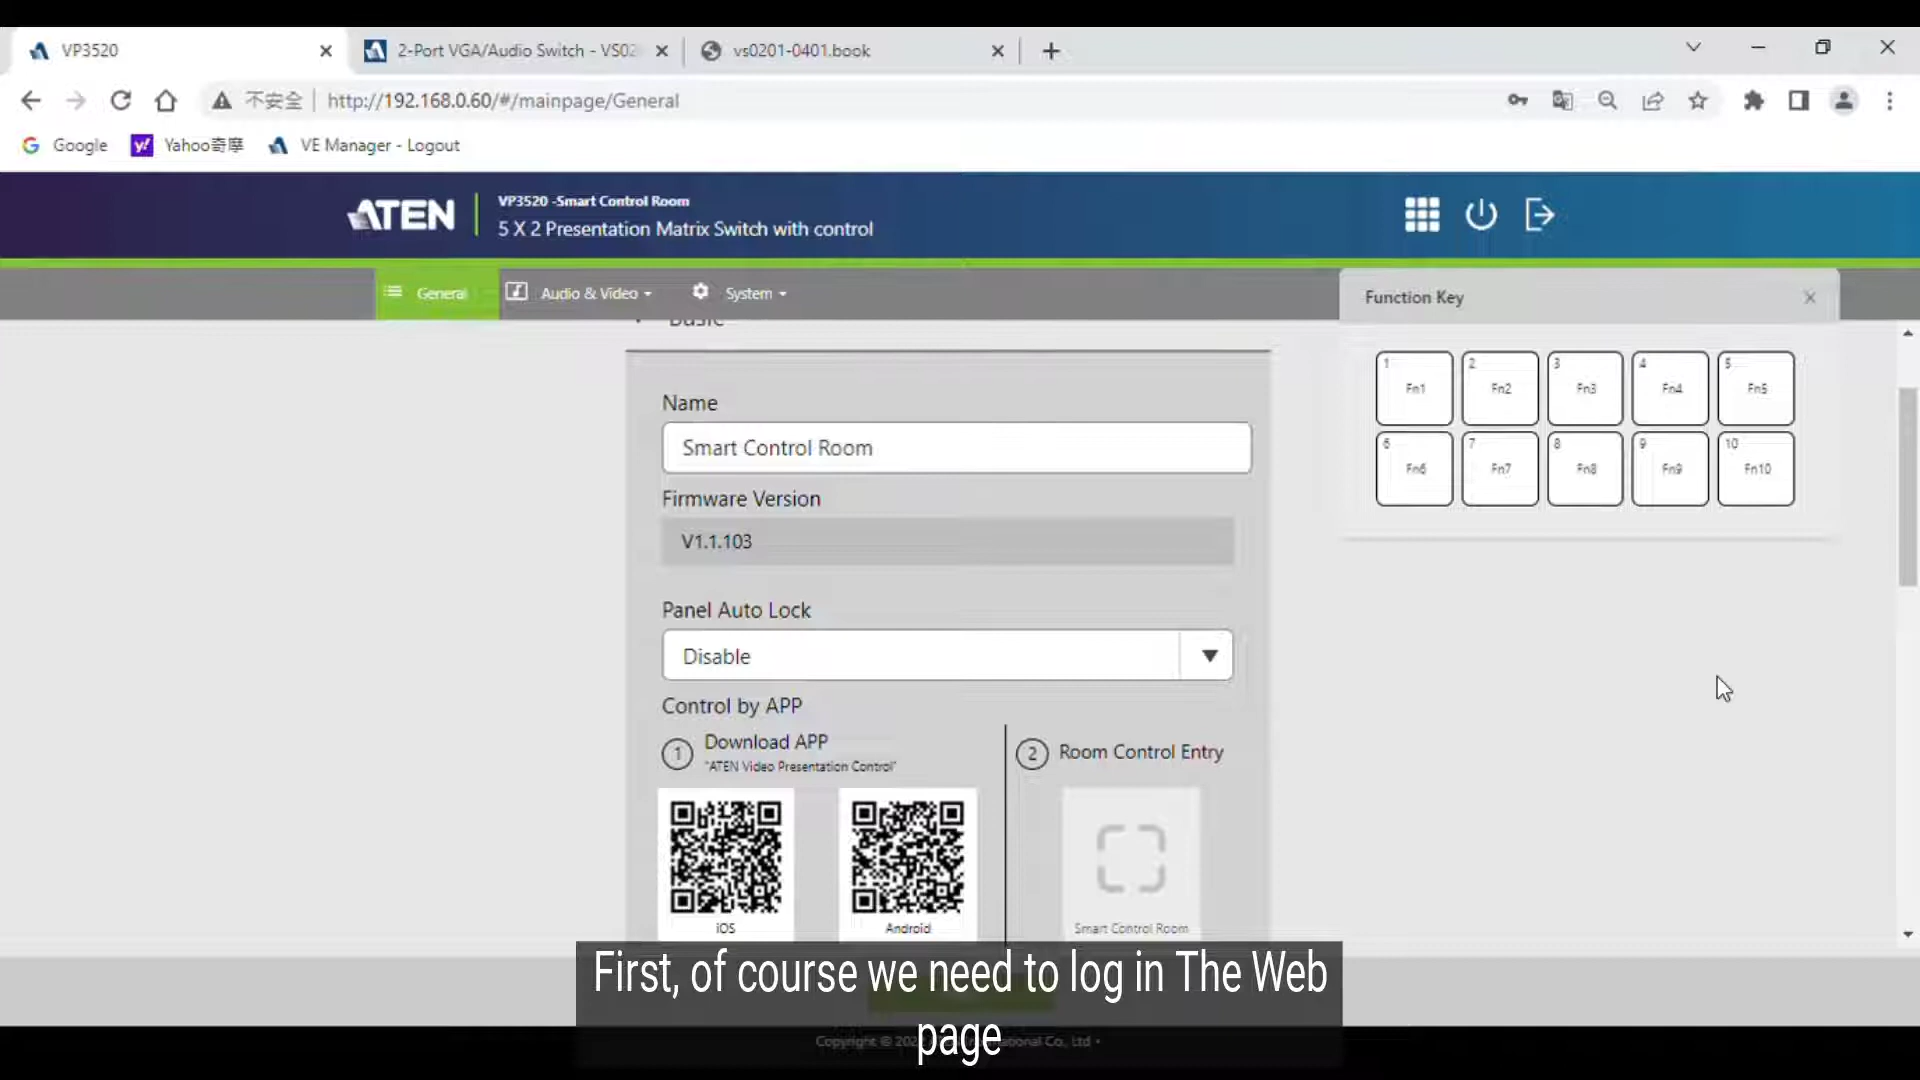 VP3520
2-Port VGA/Audio Switch - VS02
vs0201-0401.book
不安全
http://192.168.0.60/#/mainpage/General
Google
Yahoo奇摩
VE Manager - Logout
ATEN
VP3520 -Smart Control Room
5 X 2 Presentation Matrix Switch with control
General
Audio & Video
System
Function Key
Basic
1
Fn1
2
Fn2
3
Fn3
4
Fn4
5
Fn5
6
Fn6
7
Fn7
8
Fn8
9
Fn9
10
Fn10
Name
Smart Control Room
Firmware Version
V1.1.103
Panel Auto Lock
Disable
Control by APP
1
Download APP
"ATEN Video Presentation Control"
2
Room Control Entry
iOS
Android
Smart Control Room
First, of course we need to log in The Web
page
Copyright ©
Co., Ltd